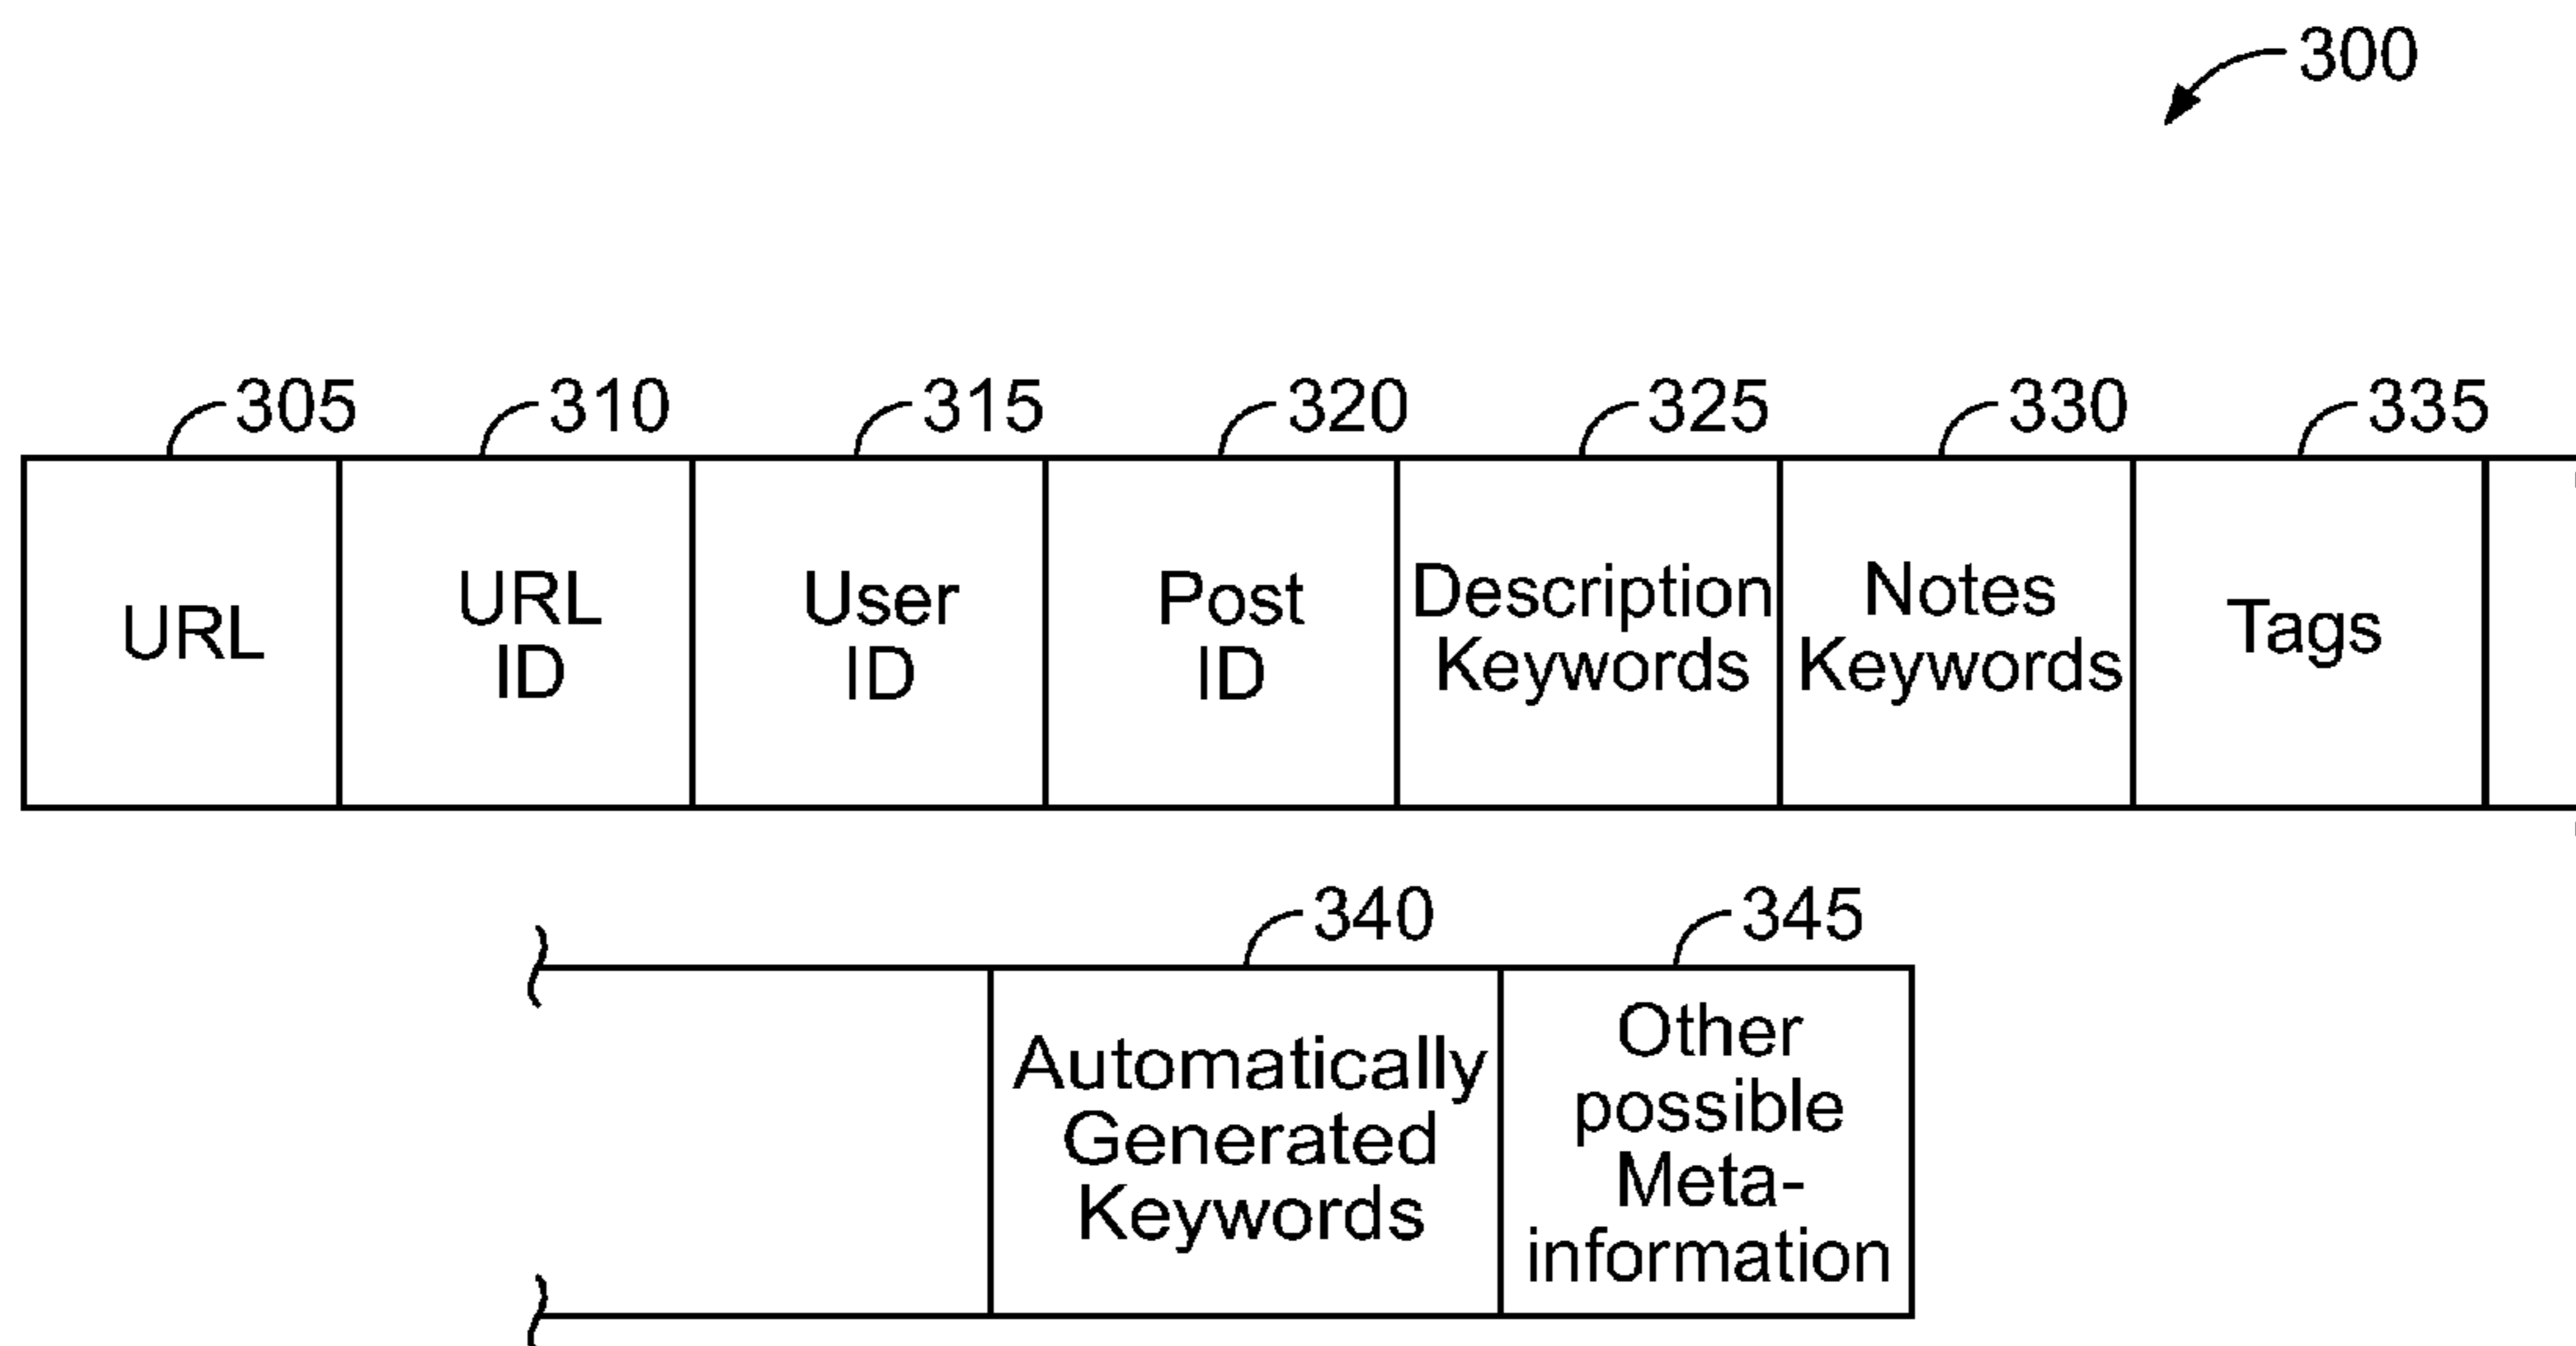 300
305 310 315 320 325 330 335
URL
URL
ID
User
ID
Post
ID
Description
Keywords
Notes
Keywords
Tags
340 345
Automatically
Generated
Keywords
Other
possible
Meta-
information